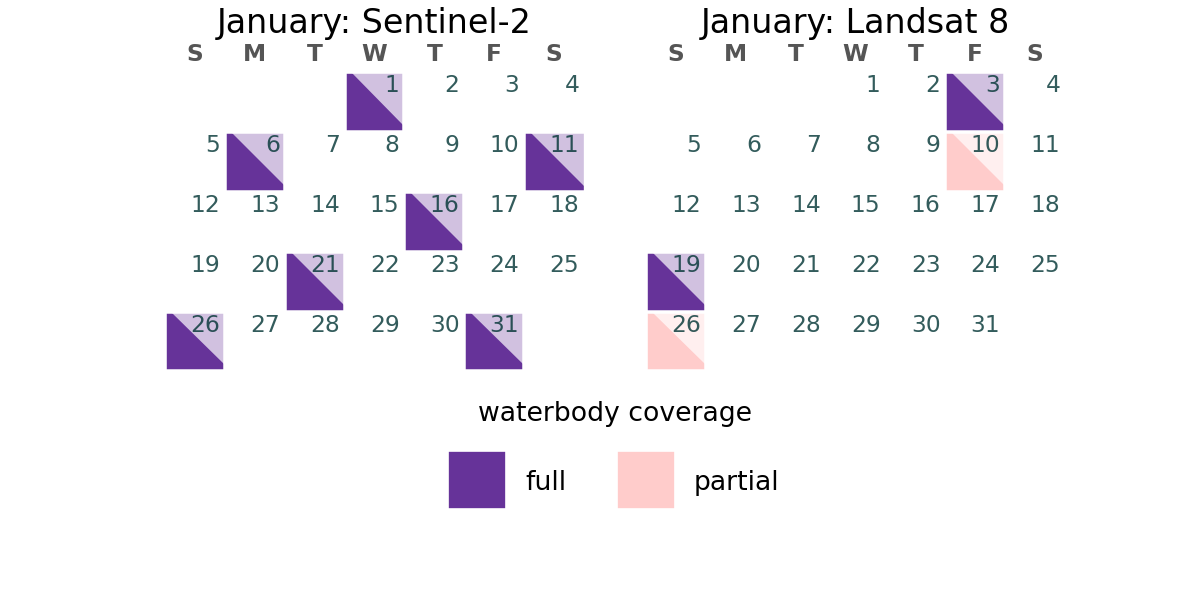 January: Sentinel-2
S M T W T F S
1 2 3 4
5 6 7 8 9 10 11
12 13 14 15 16 17 18
19 20 21 22 23 24 25
26 27 28 29 30 31
January: Landsat 8
S M T W T F S
1 2 3 4
5 6 7 8 9 10 11
12 13 14 15 16 17 18
19 20 21 22 23 24 25
26 27 28 29 30 31
waterbody coverage
full partial